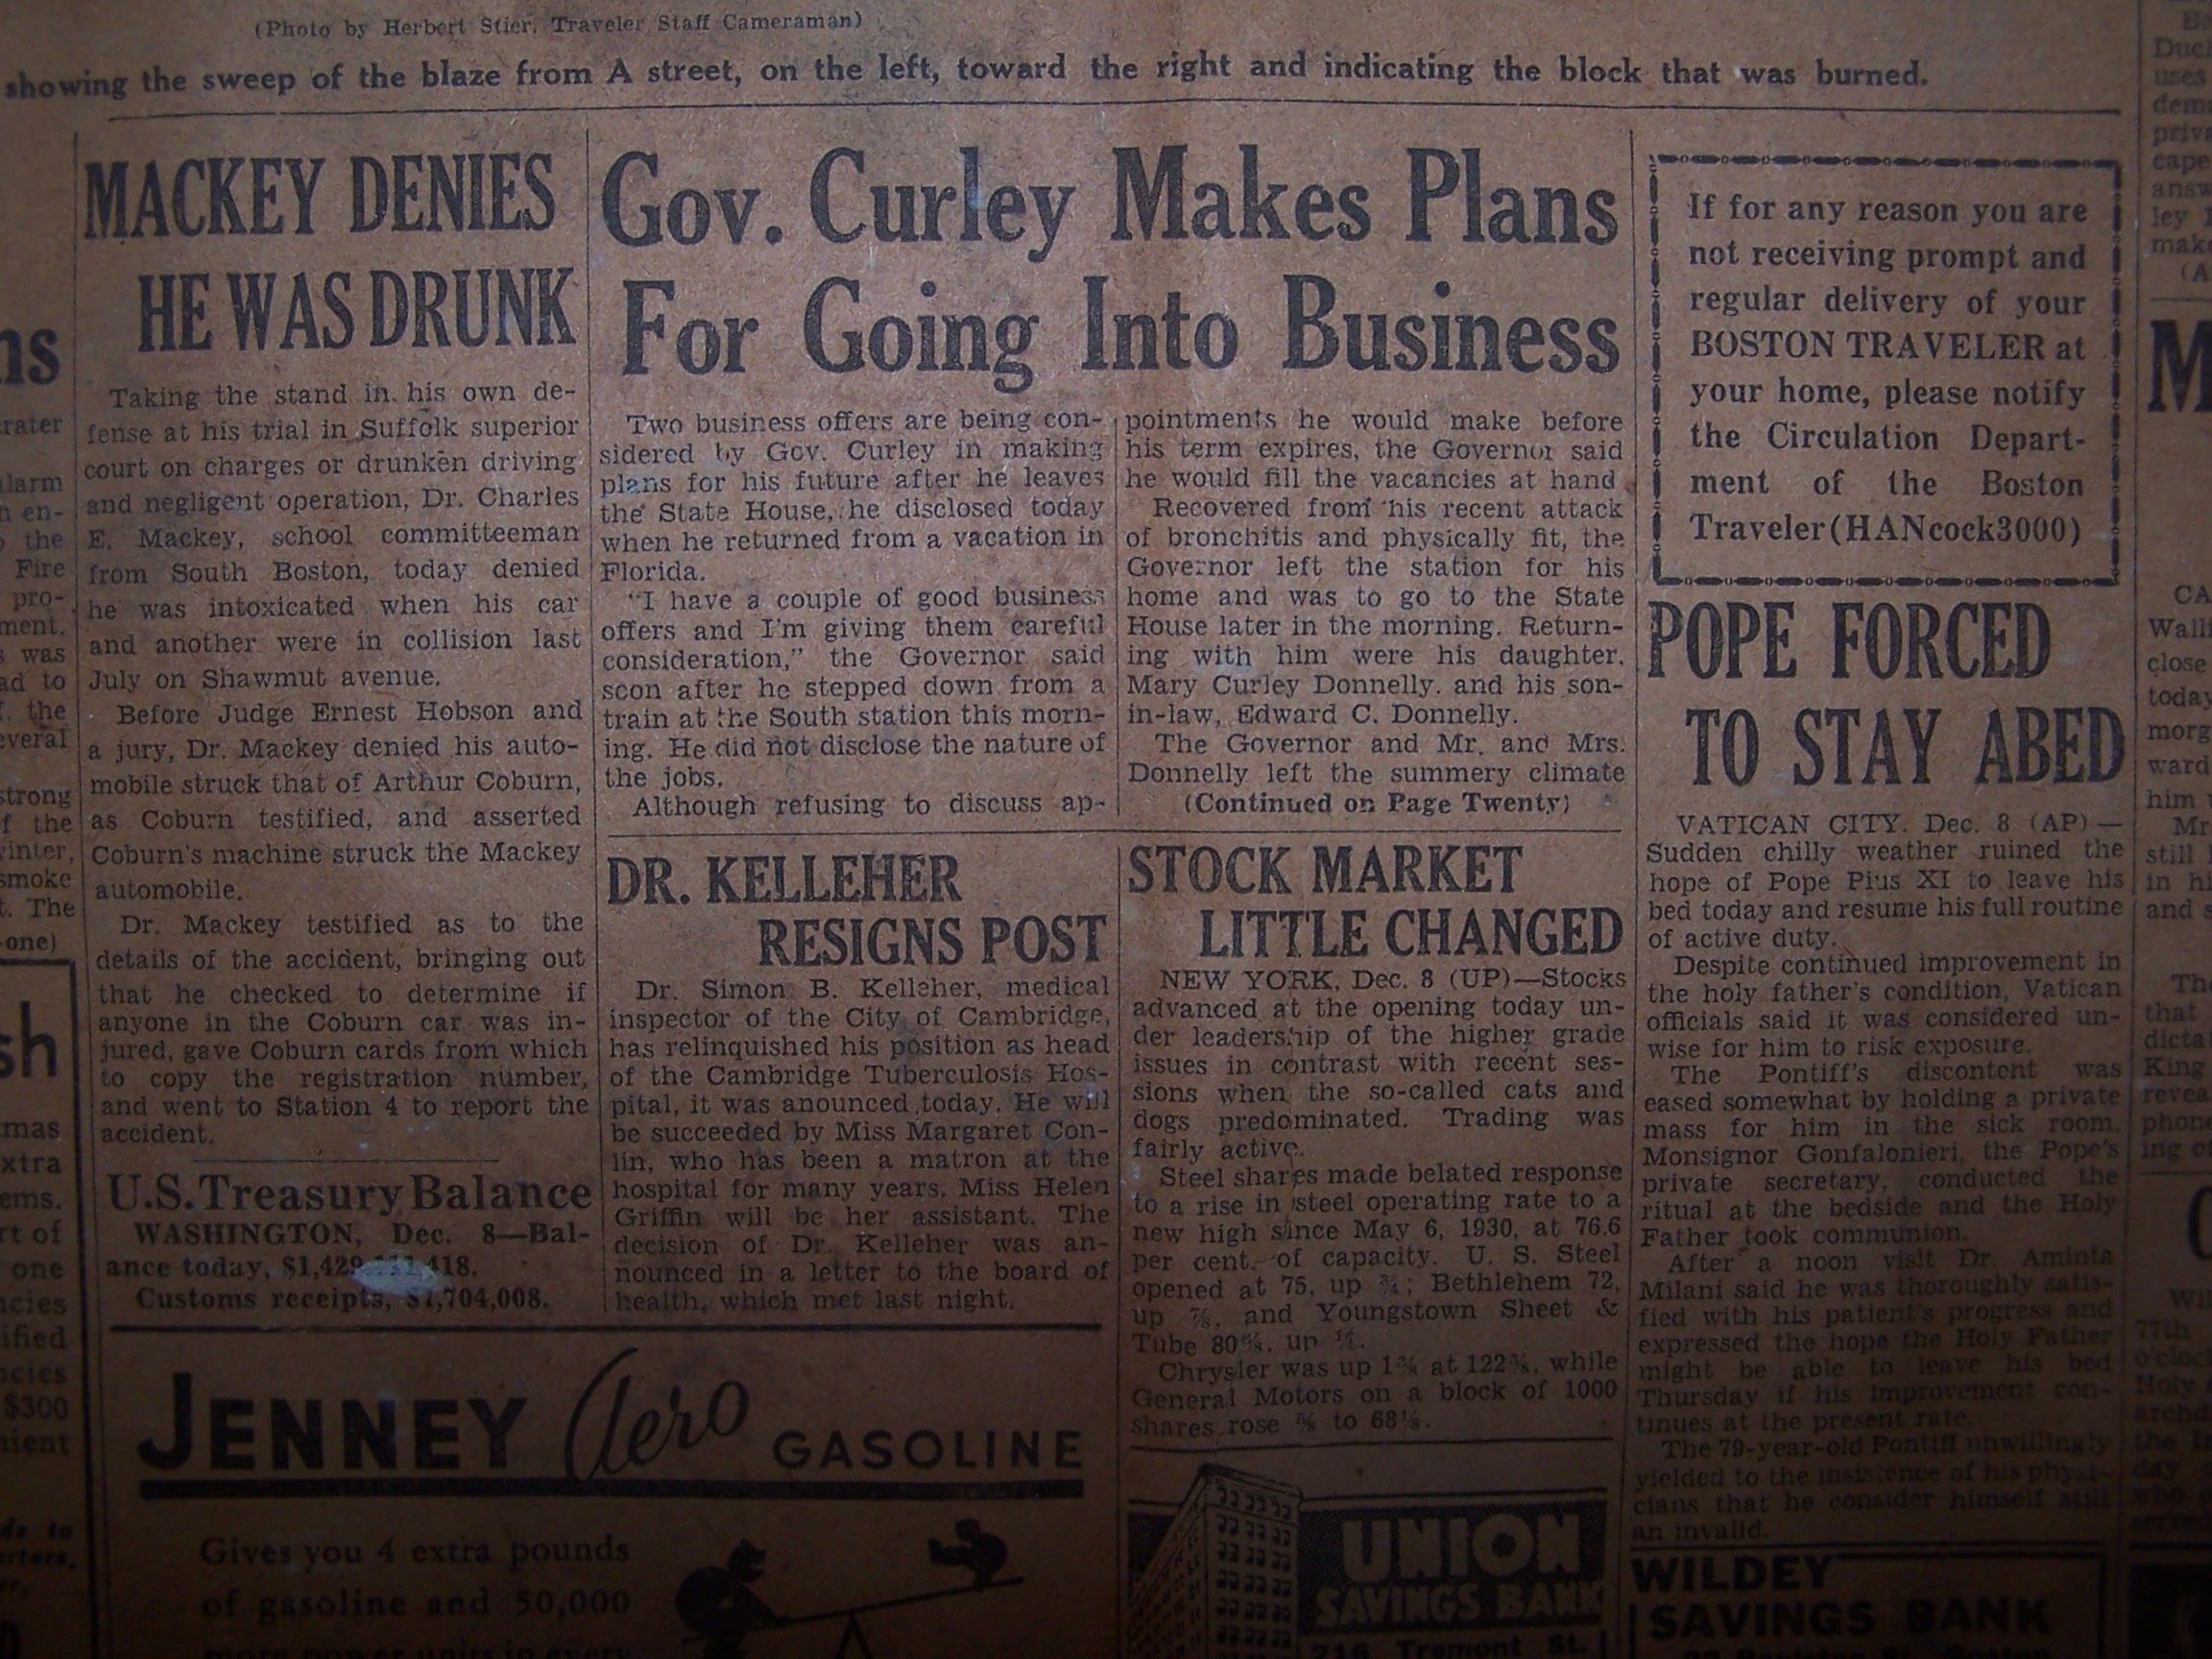 (Photo by Herbert Stier, Traveler Staff Cameraman)
showing the sweep of the blaze from A street, on the left, toward the right and indicating the block that was burned.
MACKEY DENIES
HE WAS DRUNK
Taking the stand in his own de-
fense at his trial in Suffolk superior
court on charges or drunken driving
and negligent operation, Dr. Charles
E. Mackey, school committeeman
from South Boston, today denied
he was intoxicated when his car
and another were in collision last
July on Shawmut avenue.
Before Judge Ernest Hobson and
a jury, Dr. Mackey denied his auto-
mobile struck that of Arthur Coburn,
as Coburn testified, and asserted
Coburn's machine struck the Mackey
automobile.
Dr. Mackey testified as to the
details of the accident, bringing out
that he checked to determine if
anyone in the Coburn car was in-
jured, gave Coburn cards from which
to copy the registration number,
and went to Station 4 to report the
accident.
U.S. Treasury Balance
WASHINGTON, Dec. 8—Bal-
ance today,
Customs receipts, $1,704,008.
JENNEY Aero GASOLINE
Gives you 4 extra pounds
of gasoline and 50,000
more power units in every
Gov. Curley Makes Plans
For Going Into Business
Two business offers are being con-
sidered by Gov. Curley in making
plans for his future after he leaves
the State House, he disclosed today
when he returned from a vacation in
Florida.
"I have a couple of good business
offers and I'm giving them careful
consideration," the Governor said
soon after he stepped down from a
train at the South station this morn-
ing. He did not disclose the nature of
the jobs.
Although refusing to discuss ap-
pointments he would make before
his term expires, the Governor said
he would fill the vacancies at hand.
Recovered from his recent attack
of bronchitis and physically fit, the
Governor left the station for his
home and was to go to the State
House later in the morning. Return-
ing with him were his daughter,
Mary Curley Donnelly, and his son-
in-law, Edward C. Donnelly.
The Governor and Mr. and Mrs.
Donnelly left the summery climate
(Continued on Page Twenty)
DR. KELLEHER
RESIGNS POST
Dr. Simon B. Kelleher, medical
inspector of the City of Cambridge,
has relinquished his position as head
of the Cambridge Tuberculosis Hos-
pital, it was anounced today. He will
be succeeded by Miss Margaret Con-
lin, who has been a matron at the
hospital for many years. Miss Helen
Griffin will be her assistant. The
decision of Dr. Kelleher was an-
nounced in a letter to the board of
health, which met last night.
STOCK MARKET
LITTLE CHANGED
NEW YORK, Dec. 8 (UP)—Stocks
advanced at the opening today un-
der leadership of the higher grade
issues in contrast with recent ses-
sions when the so-called cats and
dogs predominated. Trading was
fairly active.
Steel shares made belated response
to a rise in steel operating rate to a
new high since May 6, 1930, at 76.6
per cent. of capacity. U. S. Steel
opened at 75, up ¾; Bethlehem 72,
up ⅞, and Youngstown Sheet &
Tube up
Chrysler was up at while
General Motors on a block of 1000
shares rose to
UNION
SAVINGS BANK
216 Tremont St.
If for any reason you are
not receiving prompt and
regular delivery of your
BOSTON TRAVELER at
your home, please notify
the Circulation Depart-
ment of the Boston
Traveler (HANcock3000)
POPE FORCED
TO STAY ABED
VATICAN CITY, Dec. 8 (AP)—
Sudden chilly weather ruined the
hope of Pope Pius XI to leave his
bed today and resume his full routine
of active duty.
Despite continued improvement in
the holy father's condition, Vatican
officials said it was considered un-
wise for him to risk exposure.
The Pontiff's discontent was
eased somewhat by holding a private
mass for him in the sick room.
Monsignor Gonfalonieri, the Pope's
private secretary, conducted the
ritual at the bedside and the Holy
Father took communion.
After a noon visit Dr. Aminta
Milani said he was thoroughly satis-
fied with his patient's progress and
expressed the hope the Holy Father
might be able to leave his bed
Thursday if his improvement con-
tinues at the present rate.
The 79-year-old Pontiff unwillingly
yielded to the insistence of his physi-
cians that he consider himself still
an invalid.
WILDEY
SAVINGS BANK